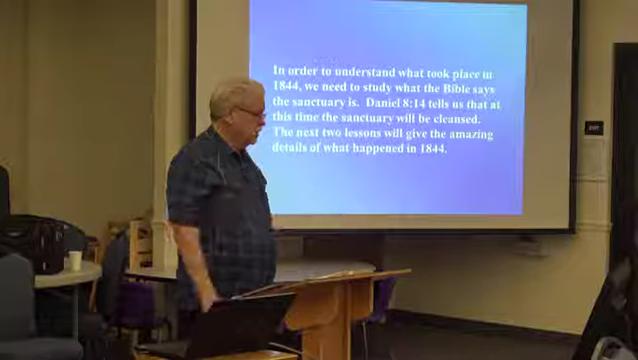 In order to understand what took place in
1844, we need to study what the Bible says
the sanctuary is. Daniel 8:14 tells us that at
this time the sanctuary will be cleansed.
The next two lessons will give the amazing
details of what happened in 1844.
EXIT